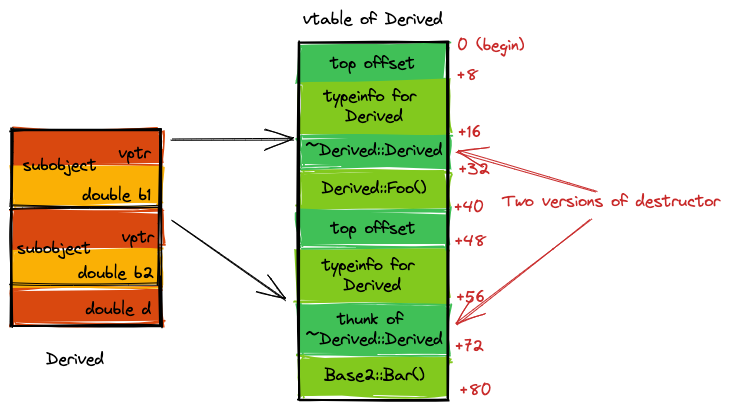 vtable of Derived
0 (begin)
top offset
+8
typeinfo for
Derived
+16
~Derived::Derived
+32
Derived::Foo()
+40
top offset
+48
typeinfo for
Derived
+56
thunk of
~Derived::Derived
+72
Base2::Bar()
+80
Two versions of destructor
vptr
subobject
double b1
vptr
subobject
double b2
double d
Derived